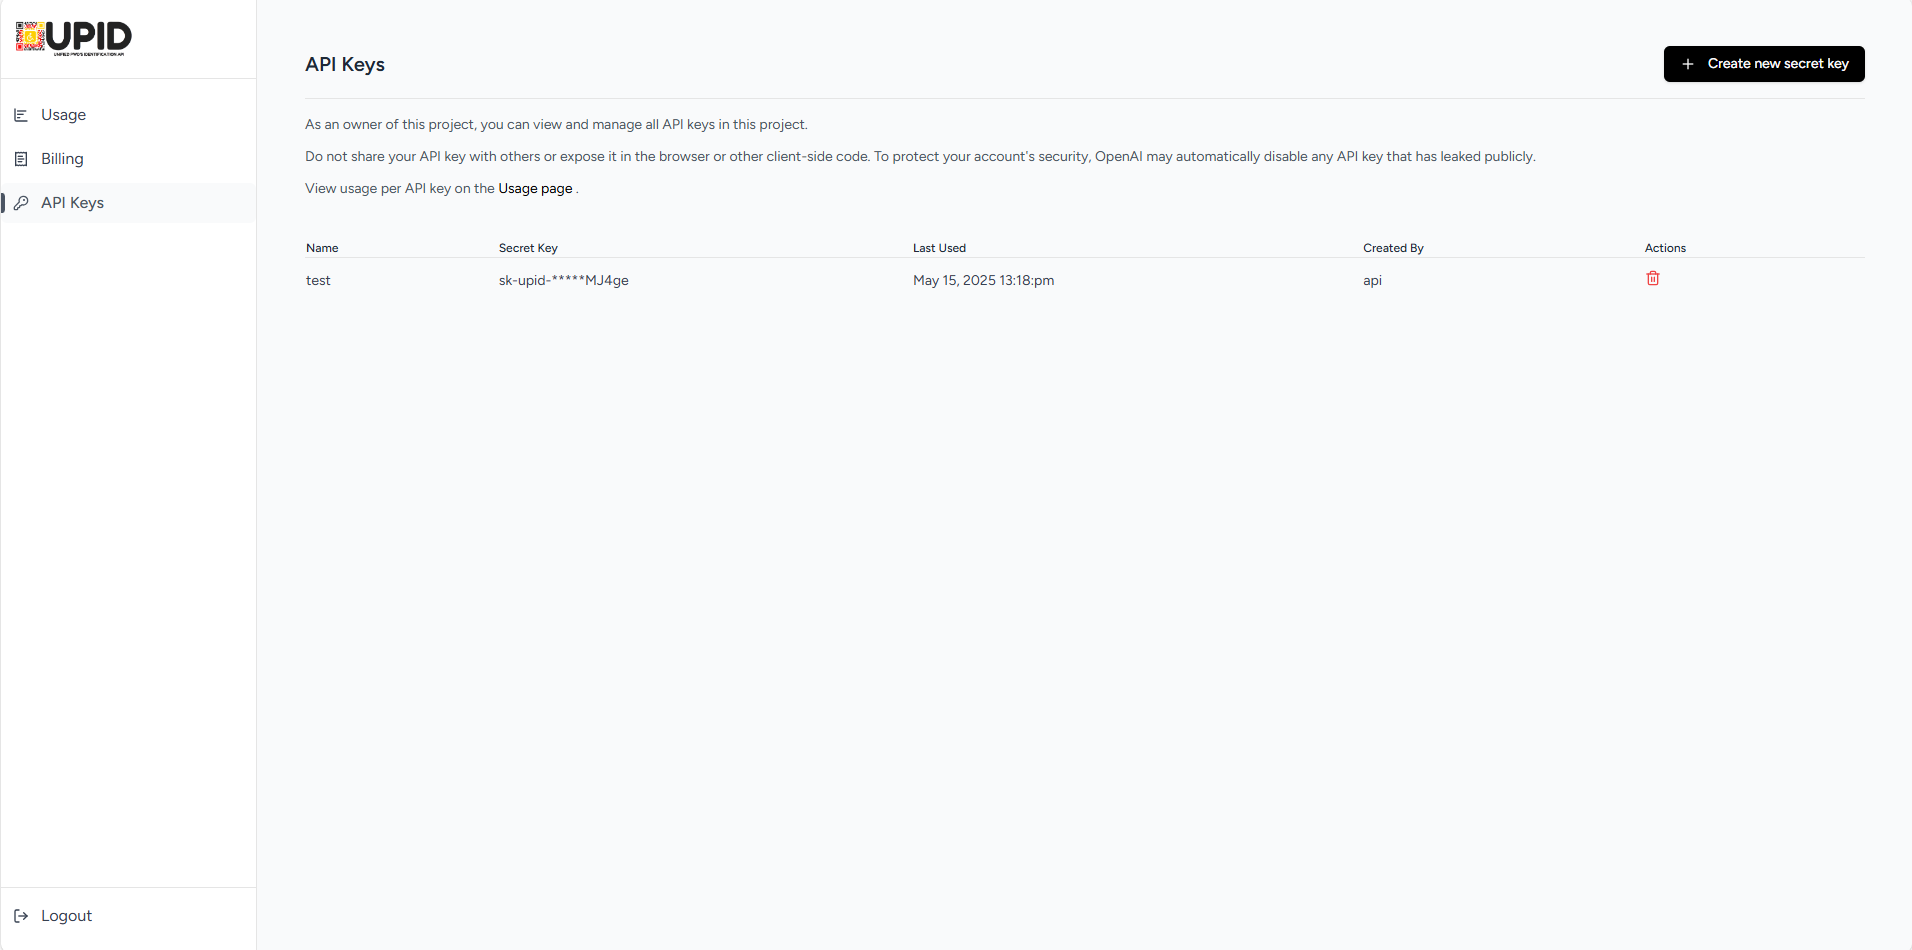 UPID
UNIFIED PWD'S IDENTIFICATION API
Usage
Billing
API Keys
Logout
API Keys
+ Create new secret key
As an owner of this project, you can view and manage all API keys in this project.
Do not share your API key with others or expose it in the browser or other client-side code. To protect your account's security, OpenAI may automatically disable any API key that has leaked publicly.
View usage per API key on the Usage page .
Name Secret Key Last Used Created By Actions
test sk-upid-*****MJ4ge May 15, 2025 13:18:pm api